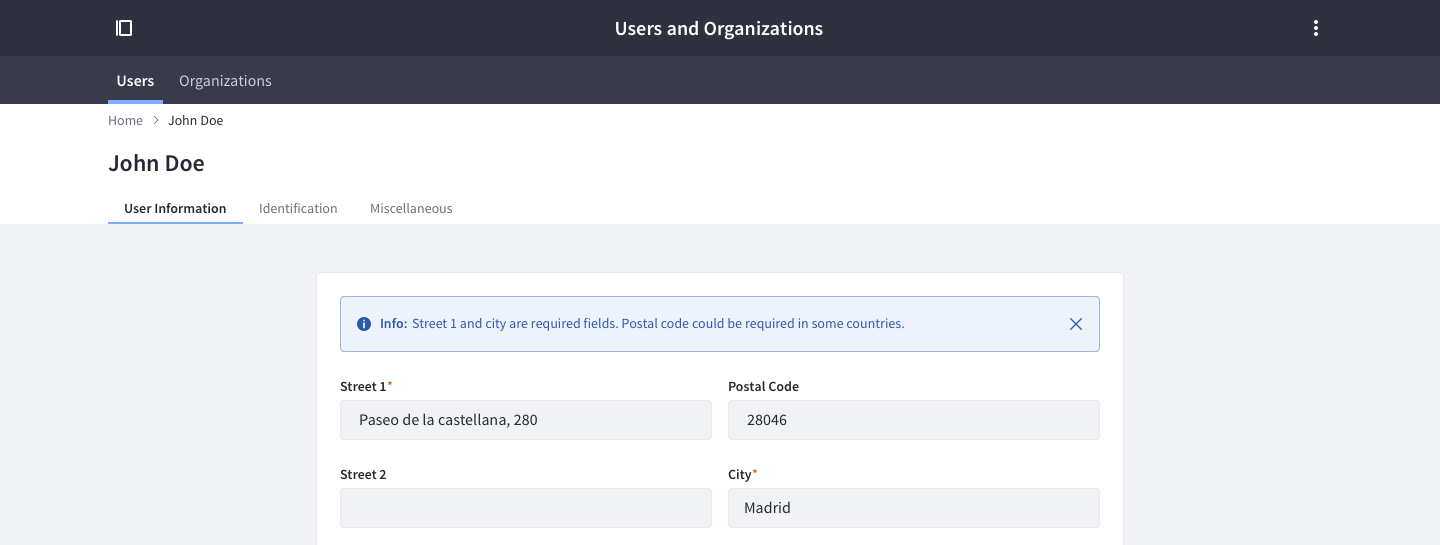 Users and Organizations
Users Organizations
Home > John Doe
John Doe
User Information Identification Miscellaneous
Info: Street 1 and city are required fields. Postal code could be required in some countries.
Street 1* Postal Code
Paseo de la castellana, 280 28046
Street 2 City*
Madrid